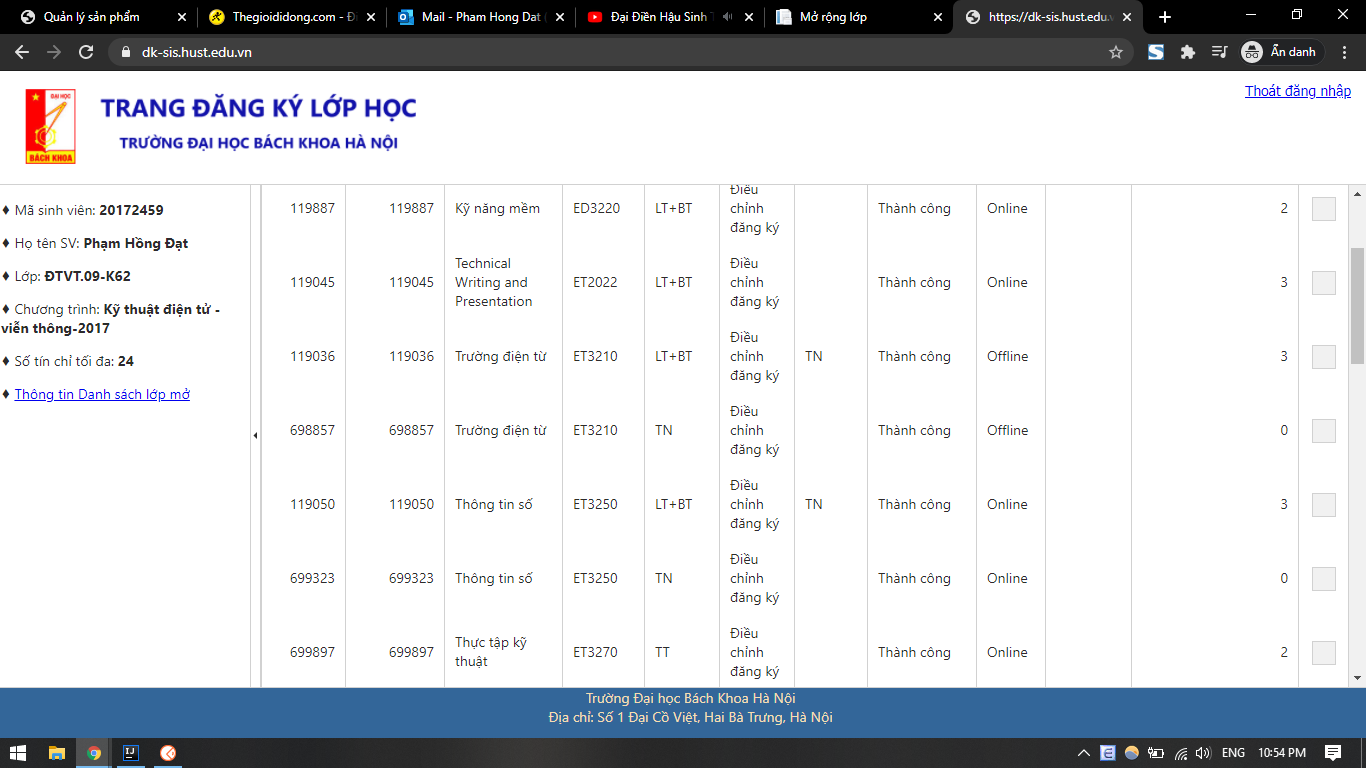 Quản lý sản phẩm
Thegioididong.com - Đi
Mail - Pham Hong Dat (
Đại Điền Hậu Sinh T
Mở rộng lớp
https://dk-sis.hust.edu.v
dk-sis.hust.edu.vn
Ẩn danh
ĐẠI HỌC
BÁCH KHOA
TRANG ĐĂNG KÝ LỚP HỌC
TRƯỜNG ĐẠI HỌC BÁCH KHOA HÀ NỘI
Thoát đăng nhập
♦ Mã sinh viên: 20172459
♦ Họ tên SV: Phạm Hồng Đạt
♦ Lớp: ĐTVT.09-K62
♦ Chương trình: Kỹ thuật điện tử -
viễn thông-2017
♦ Số tín chỉ tối đa: 24
♦ Thông tin Danh sách lớp mở
119887 119887 Kỹ năng mềm ED3220 LT+BT Điều chỉnh đăng ký Thành công Online 2
119045 119045 Technical Writing and Presentation ET2022 LT+BT Điều chỉnh đăng ký Thành công Online 3
119036 119036 Trường điện từ ET3210 LT+BT Điều chỉnh đăng ký TN Thành công Offline 3
698857 698857 Trường điện từ ET3210 TN Điều chỉnh đăng ký Thành công Offline 0
119050 119050 Thông tin số ET3250 LT+BT Điều chỉnh đăng ký TN Thành công Online 3
699323 699323 Thông tin số ET3250 TN Điều chỉnh đăng ký Thành công Online 0
699897 699897 Thực tập kỹ thuật ET3270 TT Điều chỉnh đăng ký Thành công Online 2
Trường Đại học Bách Khoa Hà Nội
Địa chỉ: Số 1 Đại Cồ Việt, Hai Bà Trưng, Hà Nội
ENG 10:54 PM